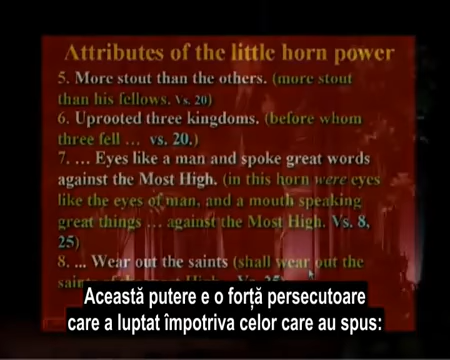 Attributes of the little horn power
5. More stout than the others. (more stout
than his fellows. Vs. 20)
6. Uprooted three kingdoms. (before whom
three fell ... vs. 20.)
7. ... Eyes like a man and spoke great words
against the Most High. (in this horn were eyes
like the eyes of man, and a mouth speaking
great things ... against the Most High. Vs. 8,
25)
8. ... Wear out the saints (shall wear out the
Această putere e o forţă persecutoare
care a luptat împotriva celor care au spus: